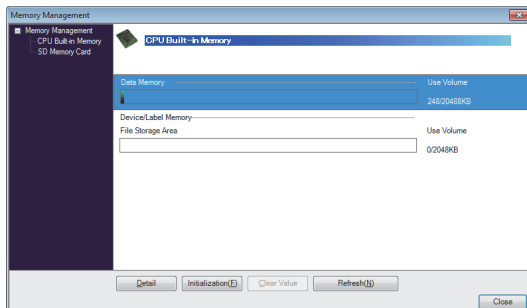 Memory Management
Memory Management
CPU Built-in Memory
SD Memory Card
CPU Built-in Memory
Data Memory
Use Volume
248/20488KB
Device/Label Memory
File Storage Area
Use Volume
0/2048KB
Detail
Initialization(F)
Clear Value
Refresh(N)
Close